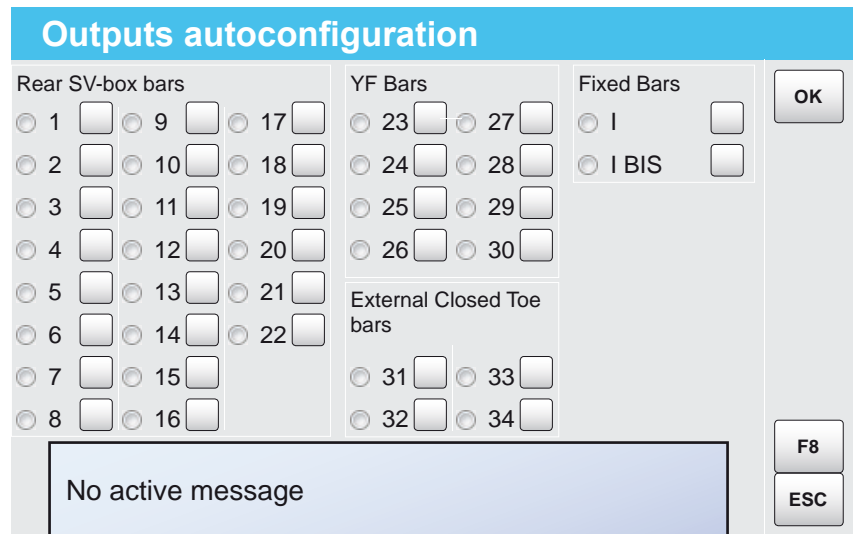 Outputs autoconfiguration
Rear SV-box bars
1 9 17
2 10 18
3 11 19
4 12 20
5 13 21
6 14 22
7 15
8 16
YF Bars
23 27
24 28
25 29
26 30
External Closed Toe
bars
31 33
32 34
Fixed Bars
I
I BIS
OK
F8
ESC
No active message